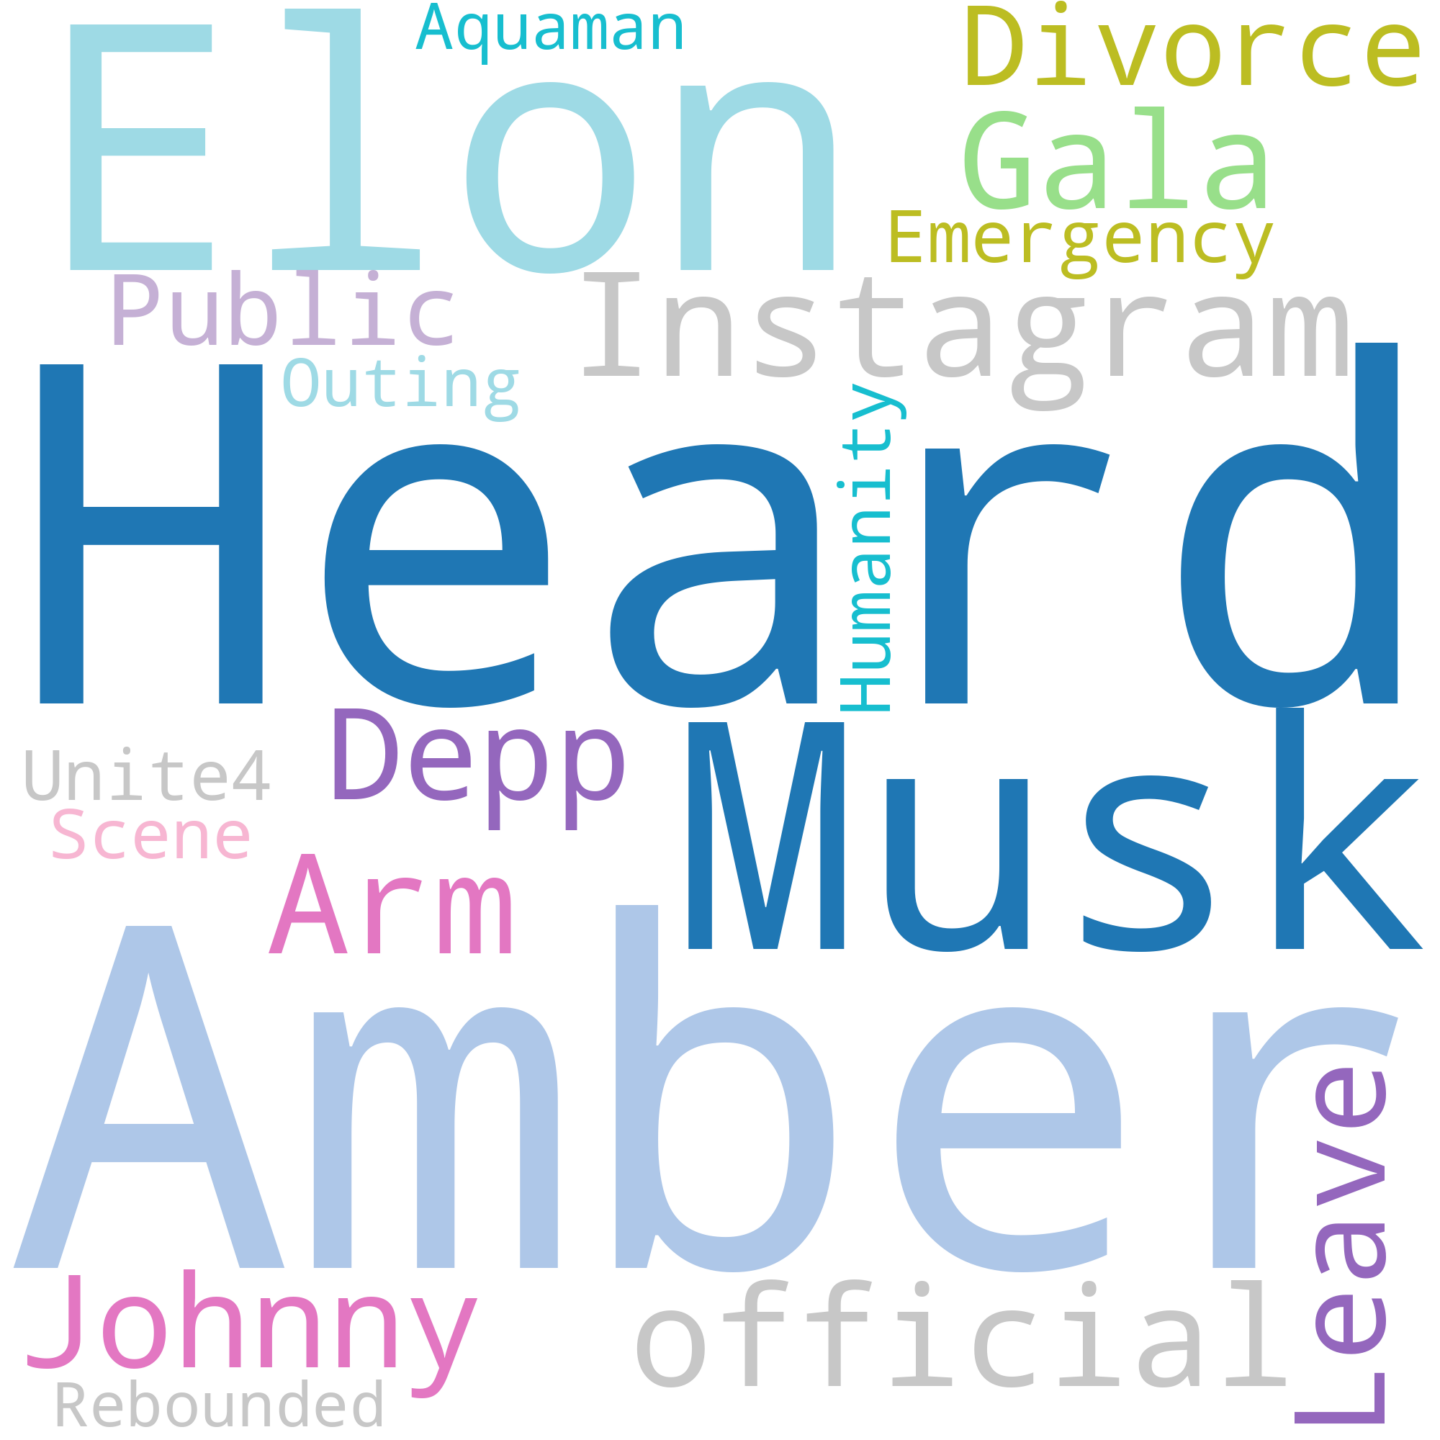 Aquaman
Divorce
Elon
Gala
Emergency
Public
Instagram
Outing
Humanity
Heard
Depp
Musk
Unite4
Scene
Arm
Amber
Leave
Johnny
official
Rebounded